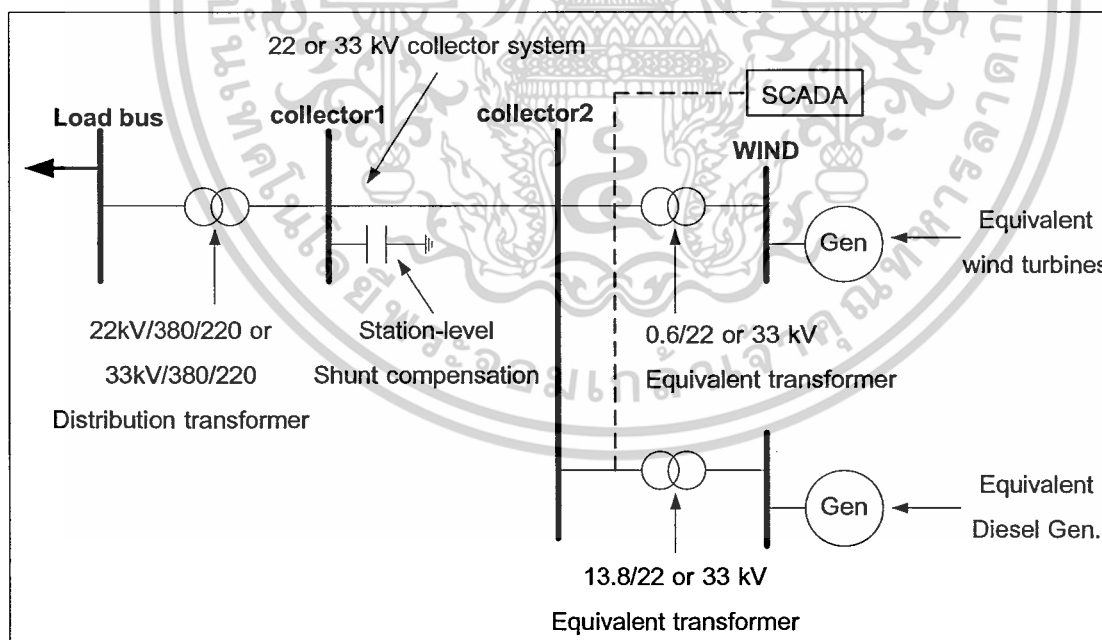 22 or 33 kV collector system
SCADA
Load bus
collector1
collector2
WIND
Gen
Equivalent
wind turbines
22kV/380/220 or
33kV/380/220
Distribution transformer
Station-level
Shunt compensation
0.6/22 or 33 kV
Equivalent transformer
Gen
Equivalent
Diesel Gen.
13.8/22 or 33 kV
Equivalent transformer